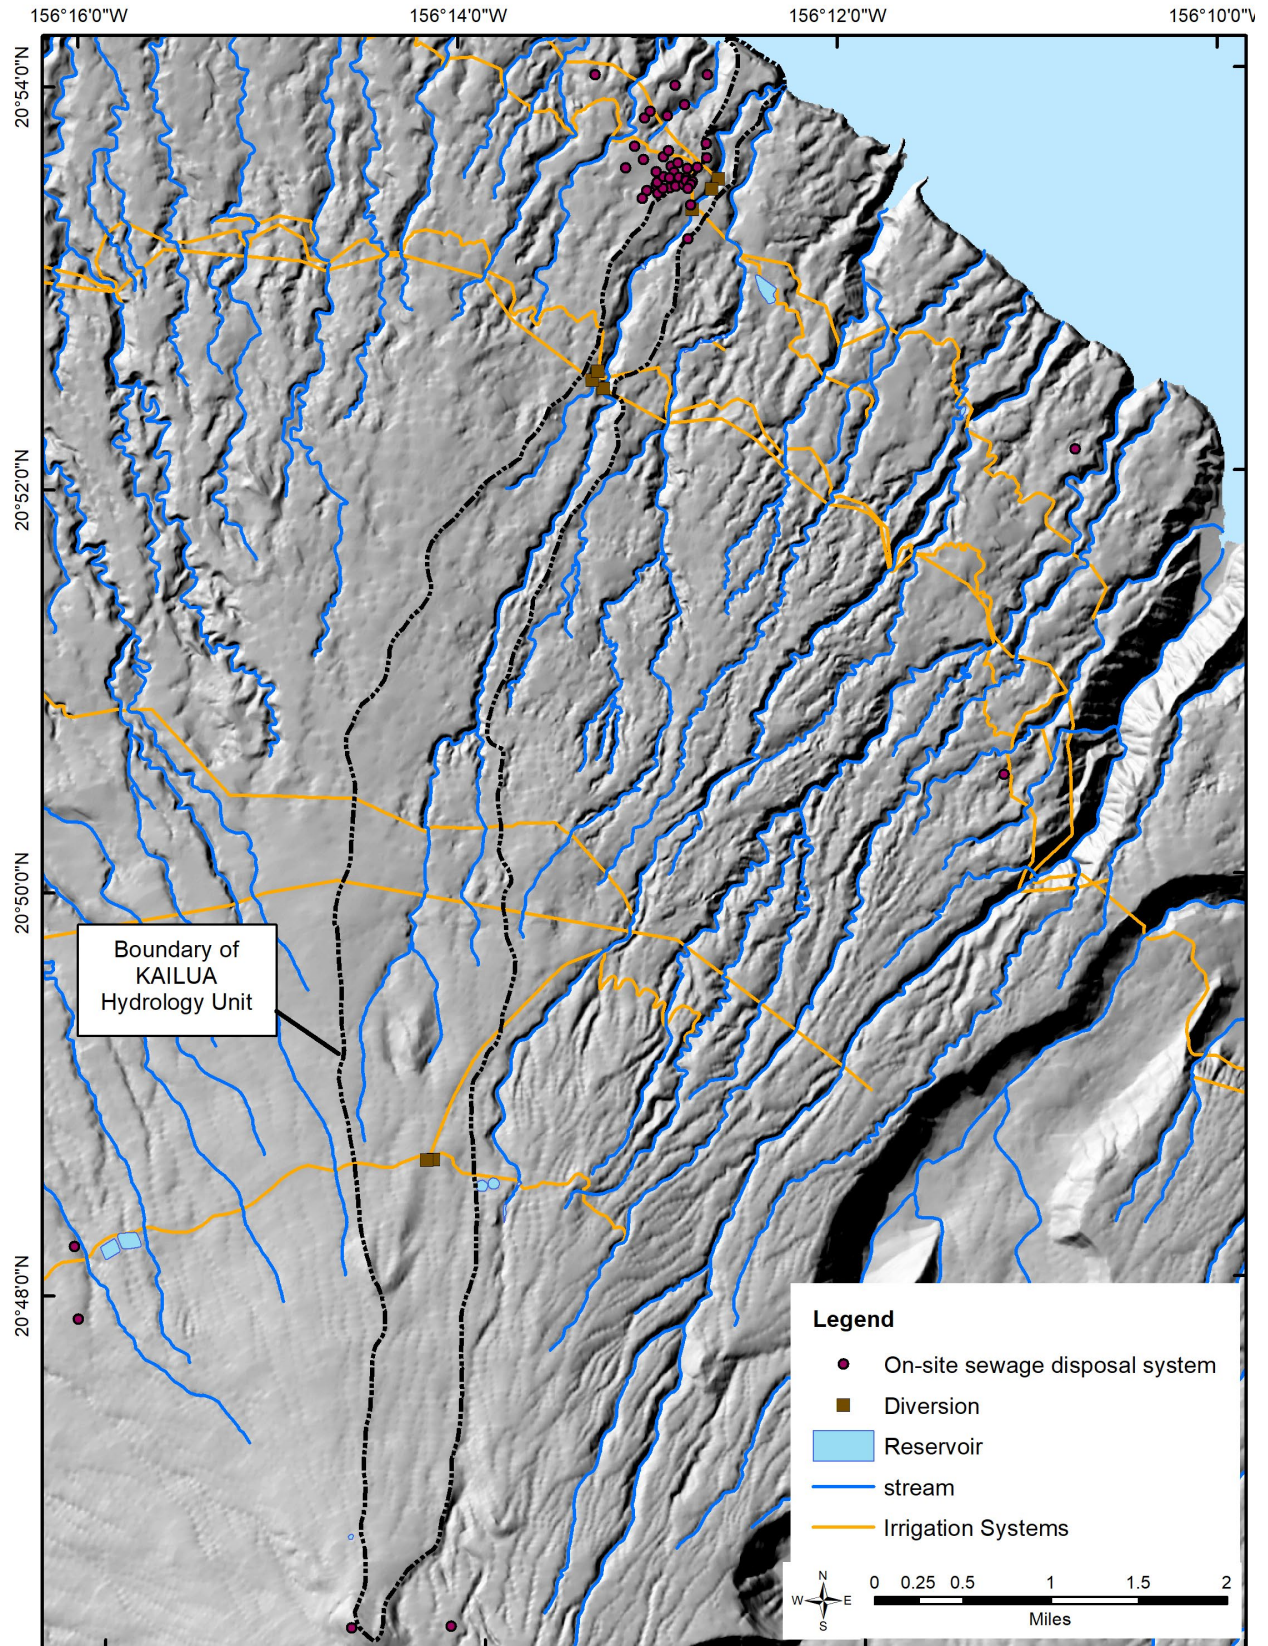 156°16'0"W
156°14'0"W
156°12'0"W
156°10'0"W
20°54'0"N
20°52'0"N
20°50'0"N
20°48'0"N
Boundary of
KAILUA
Hydrology Unit
Legend
On-site sewage disposal system
Diversion
Reservoir
stream
Irrigation Systems
N
W E
S
0 0.25 0.5 1 1.5 2
Miles